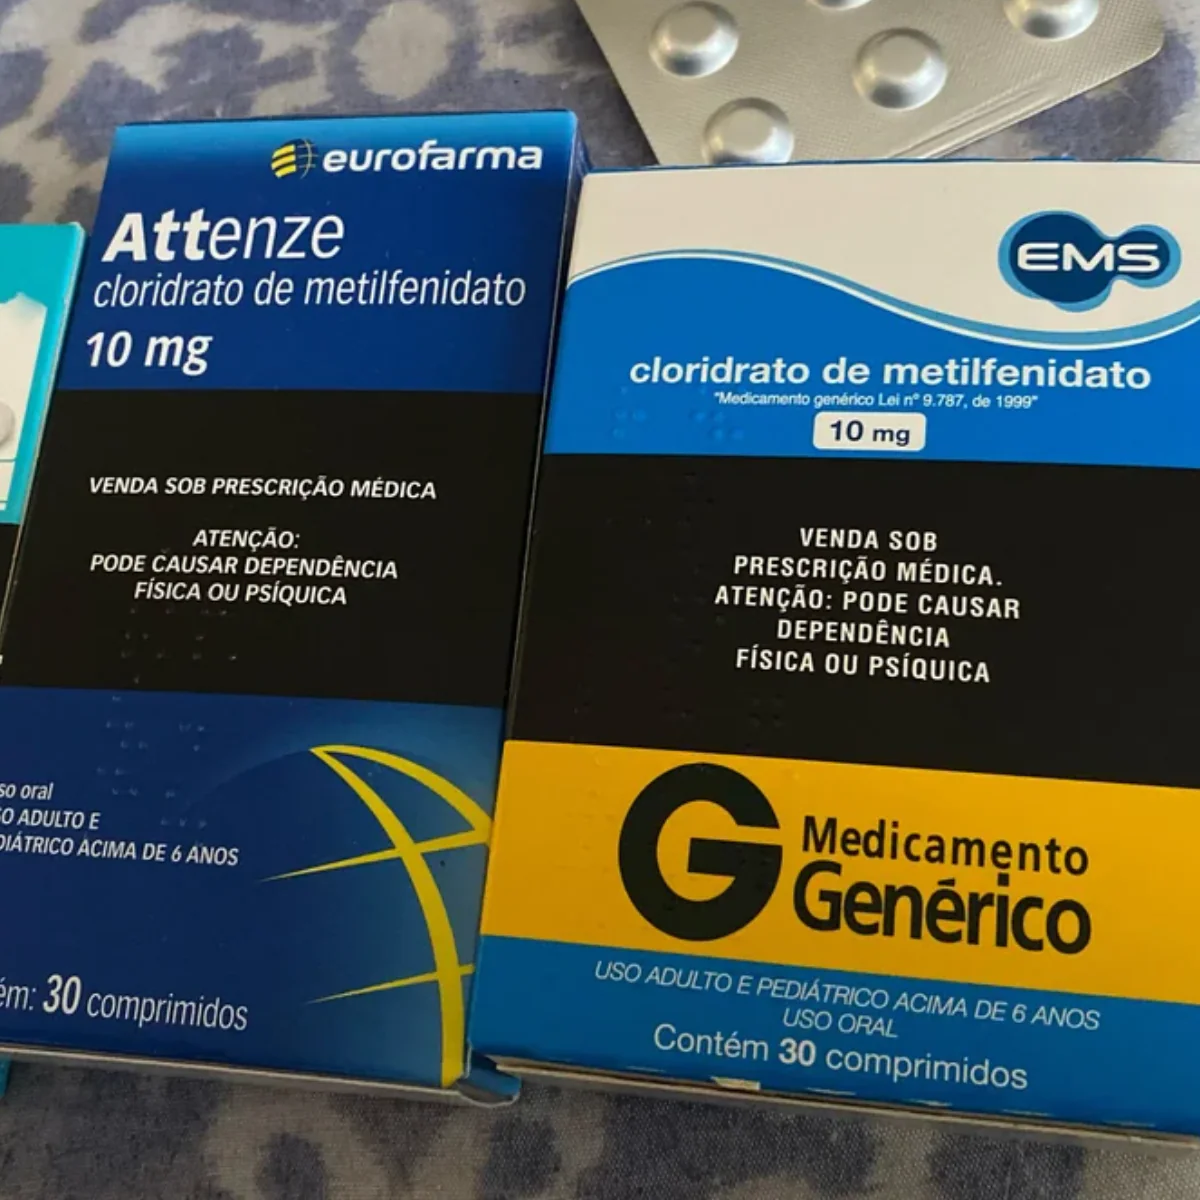 eurofarma
Attenze
cloridrato de metilfenidato
10 mg
VENDA SOB PRESCRIÇÃO MÉDICA
ATENÇÃO:
PODE CAUSAR DEPENDÊNCIA
FÍSICA OU PSÍQUICA
oral
ADULTO E
ACIMA DE 6 ANOS
30 comprimidos
EMS
cloridrato de metilfenidato
"Medicamento genérico Lei nº 9.787, de 1999"
10 mg
VENDA SOB
PRESCRIÇÃO MÉDICA.
ATENÇÃO: PODE CAUSAR
DEPENDÊNCIA
FÍSICA OU PSÍQUICA
G Medicamento
Genérico
USO ADULTO E PEDIÁTRICO ACIMA DE 6 ANOS
USO ORAL
Contém 30 comprimidos